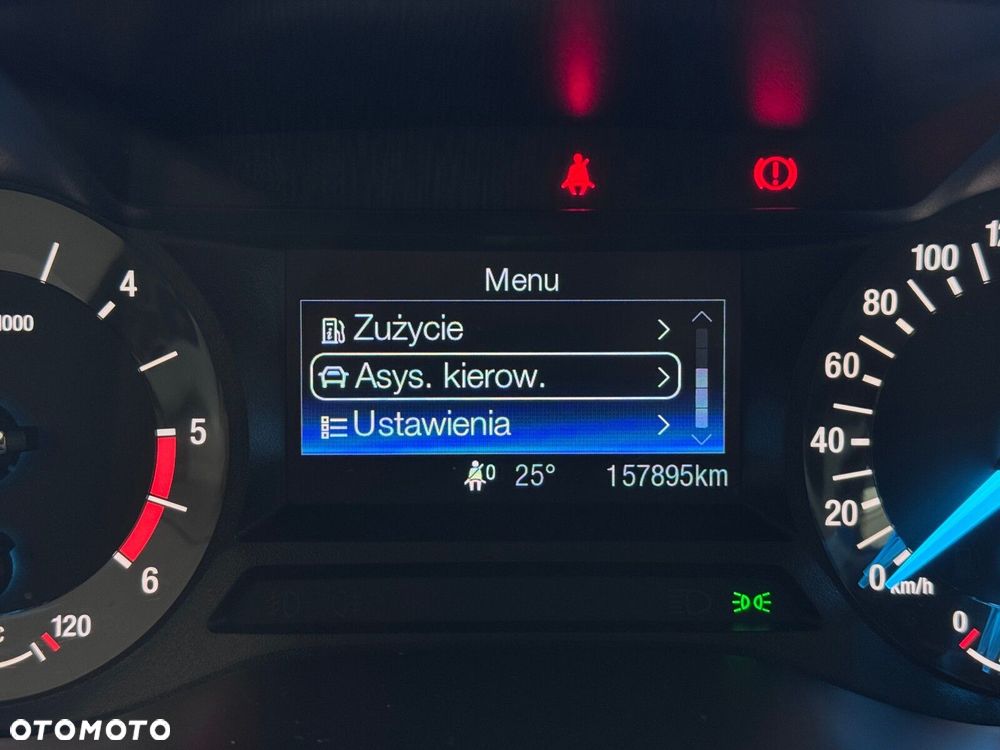 Menu
Zużycie
Asys. kierow.
Ustawienia
0 25° 157895km
4
5
6
120
0
20
40
60
80
100
km/h
0
OTOMOTO